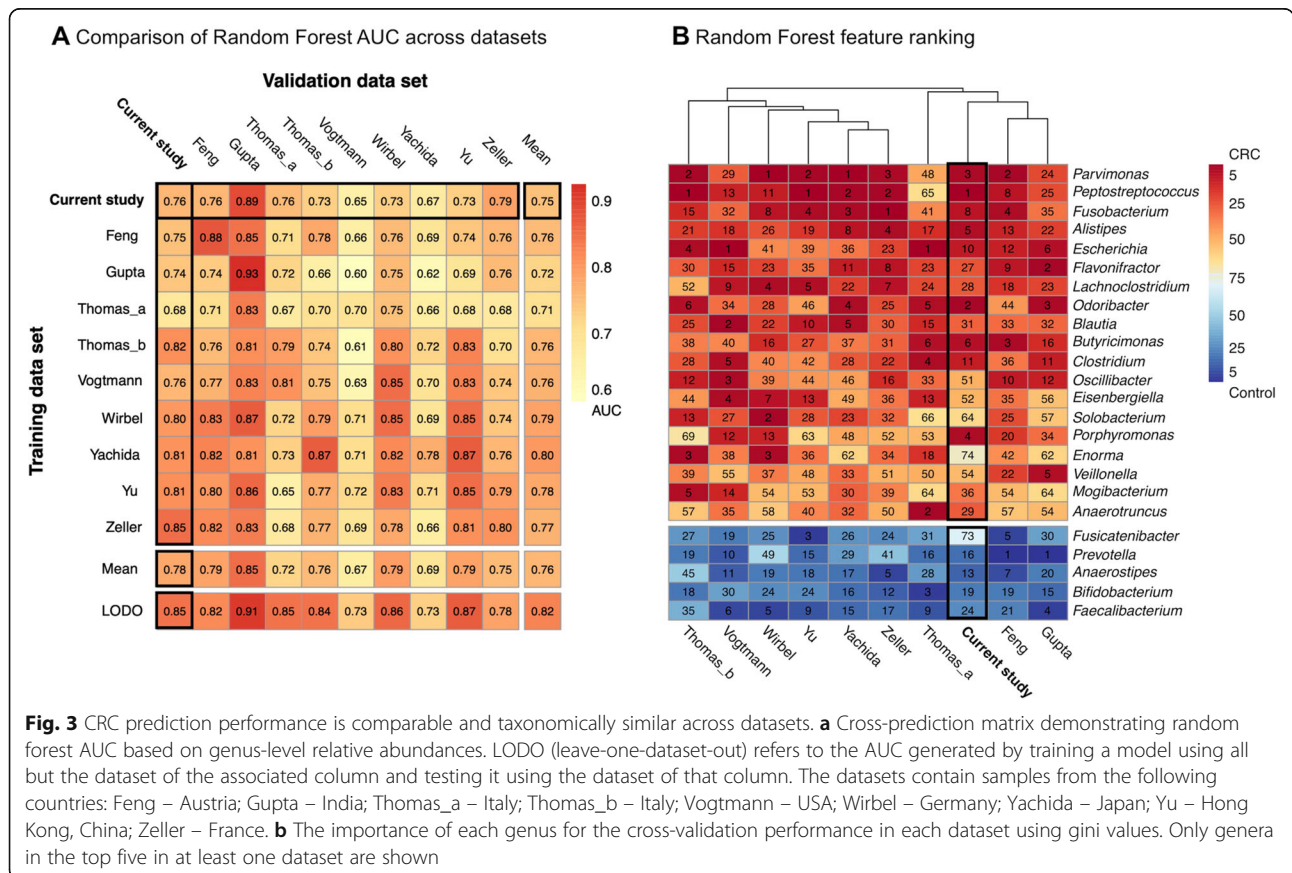 A Comparison of Random Forest AUC across datasets
Validation data set
Current study Feng Gupta Thomas_a Thomas_b Vogtmann Wirbel Yachida Yu Zeller Mean
Training data set
Current study 0.76 0.76 0.89 0.76 0.73 0.65 0.73 0.67 0.73 0.79 0.75
Feng 0.75 0.88 0.85 0.71 0.78 0.66 0.76 0.69 0.74 0.76 0.76
Gupta 0.74 0.74 0.93 0.72 0.66 0.60 0.75 0.62 0.69 0.76 0.72
Thomas_a 0.68 0.71 0.83 0.67 0.70 0.70 0.75 0.66 0.68 0.68 0.71
Thomas_b 0.82 0.76 0.81 0.79 0.74 0.61 0.80 0.72 0.83 0.70 0.76
Vogtmann 0.76 0.77 0.83 0.81 0.75 0.63 0.85 0.70 0.83 0.74 0.76
Wirbel 0.80 0.83 0.87 0.72 0.79 0.71 0.85 0.72 0.85 0.74 0.79
Yachida 0.81 0.82 0.81 0.73 0.87 0.71 0.82 0.78 0.87 0.76 0.80
Yu 0.81 0.80 0.86 0.65 0.77 0.72 0.83 0.71 0.85 0.79 0.78
Zeller 0.85 0.82 0.83 0.68 0.77 0.69 0.78 0.66 0.81 0.80 0.77
Mean 0.78 0.79 0.85 0.72 0.76 0.67 0.79 0.69 0.79 0.75 0.76
LODO 0.85 0.82 0.91 0.85 0.84 0.73 0.86 0.73 0.87 0.78 0.82
0.9
0.8
0.7
0.6
AUC
B Random Forest feature ranking
2 29 1 2 1 3 48 3 2 24 Parvimonas
1 13 11 1 2 2 65 1 8 25 Peptostreptococcus
15 32 8 4 3 1 41 8 4 35 Fusobacterium
21 18 26 19 8 4 17 5 13 22 Alistipes
4 1 41 39 36 23 1 10 12 6 Escherichia
30 15 23 35 11 8 23 27 9 2 Flavonifractor
52 9 4 5 22 7 24 28 18 23 Lachnoclostridium
6 34 28 46 4 25 5 2 44 3 Odoribacter
25 2 22 10 5 30 15 31 33 32 Blautia
38 40 16 27 37 31 6 6 3 16 Butyricimonas
28 5 40 42 28 22 4 11 36 11 Clostridium
12 3 39 44 46 16 33 51 10 12 Oscillibacter
44 4 7 13 49 36 13 52 35 56 Eisenbergiella
13 27 2 28 23 32 66 64 25 57 Solobacterium
69 12 13 63 48 52 53 4 20 34 Porphyromonas
3 38 3 36 62 34 18 74 42 62 Enorma
39 55 37 48 33 51 50 54 22 5 Veillonella
5 14 54 53 30 39 64 36 54 64 Mogibacterium
57 35 58 40 32 50 2 29 57 54 Anaerotruncus
27 19 25 3 26 24 31 73 5 30 Fusicatenibacter
19 10 49 15 29 41 16 16 1 1 Prevotella
45 11 19 18 17 5 28 13 7 20 Anaerostipes
18 30 24 24 16 12 3 19 19 15 Bifidobacterium
35 6 5 9 15 17 9 24 21 4 Faecalibacterium
Thomas_b Vogtmann Wirbel Yu Yachida Zeller Thomas_a Current study Feng Gupta
CRC
5
25
50
75
50
25
5
Control
Fig. 3 CRC prediction performance is comparable and taxonomically similar across datasets. a Cross-prediction matrix demonstrating random
forest AUC based on genus-level relative abundances. LODO (leave-one-dataset-out) refers to the AUC generated by training a model using all
but the dataset of the associated column and testing it using the dataset of that column. The datasets contain samples from the following
countries: Feng – Austria; Gupta – India; Thomas_a – Italy; Thomas_b – Italy; Vogtmann – USA; Wirbel – Germany; Yachida – Japan; Yu – Hong
Kong, China; Zeller – France. b The importance of each genus for the cross-validation performance in each dataset using gini values. Only genera
in the top five in at least one dataset are shown